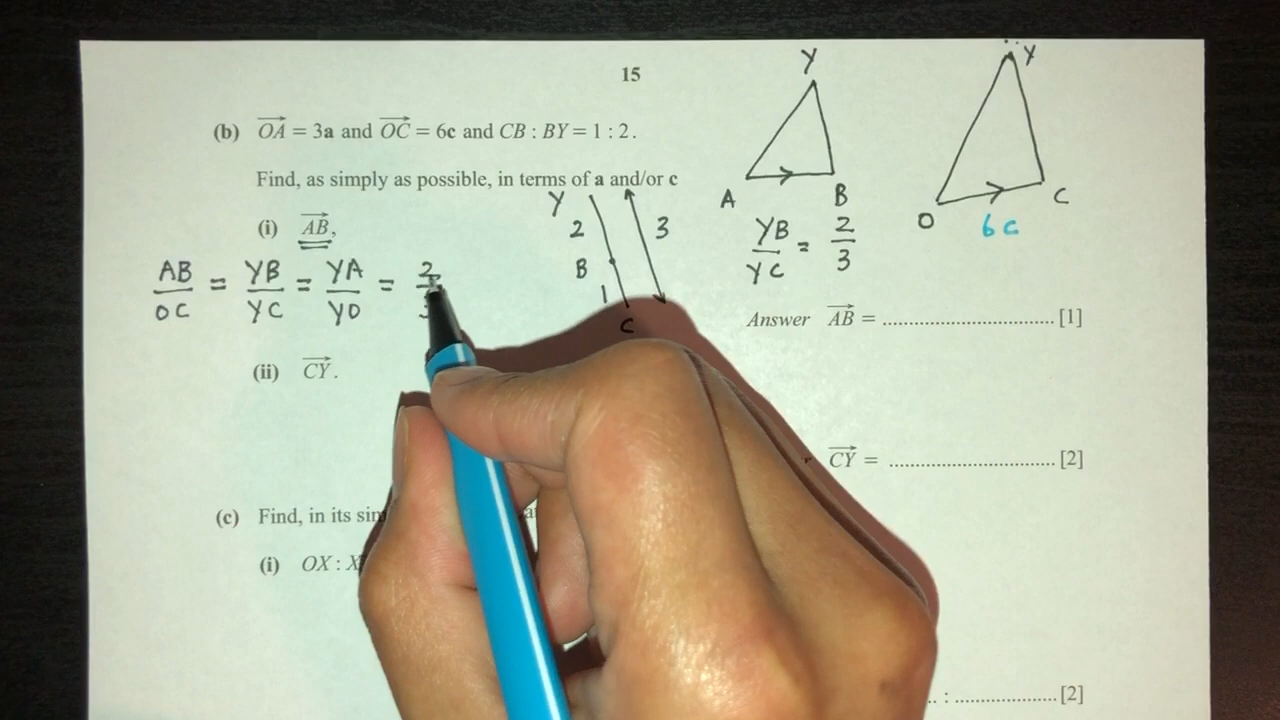 15
(b) OA = 3a and OC = 6c and CB : BY = 1 : 2.
Find, as simply as possible, in terms of a and/or c
(i) AB,
AB/OC = YB/YC = YA/YO = 2/3
Y
2
B
1
C
3
Y
A B
YB/YC = 2/3
Y
O C
6c
Answer AB = ........................ [1]
(ii) CY.
CY = ........................ [2]
(c) Find, in its
(i) OX :
: ........................ [2]